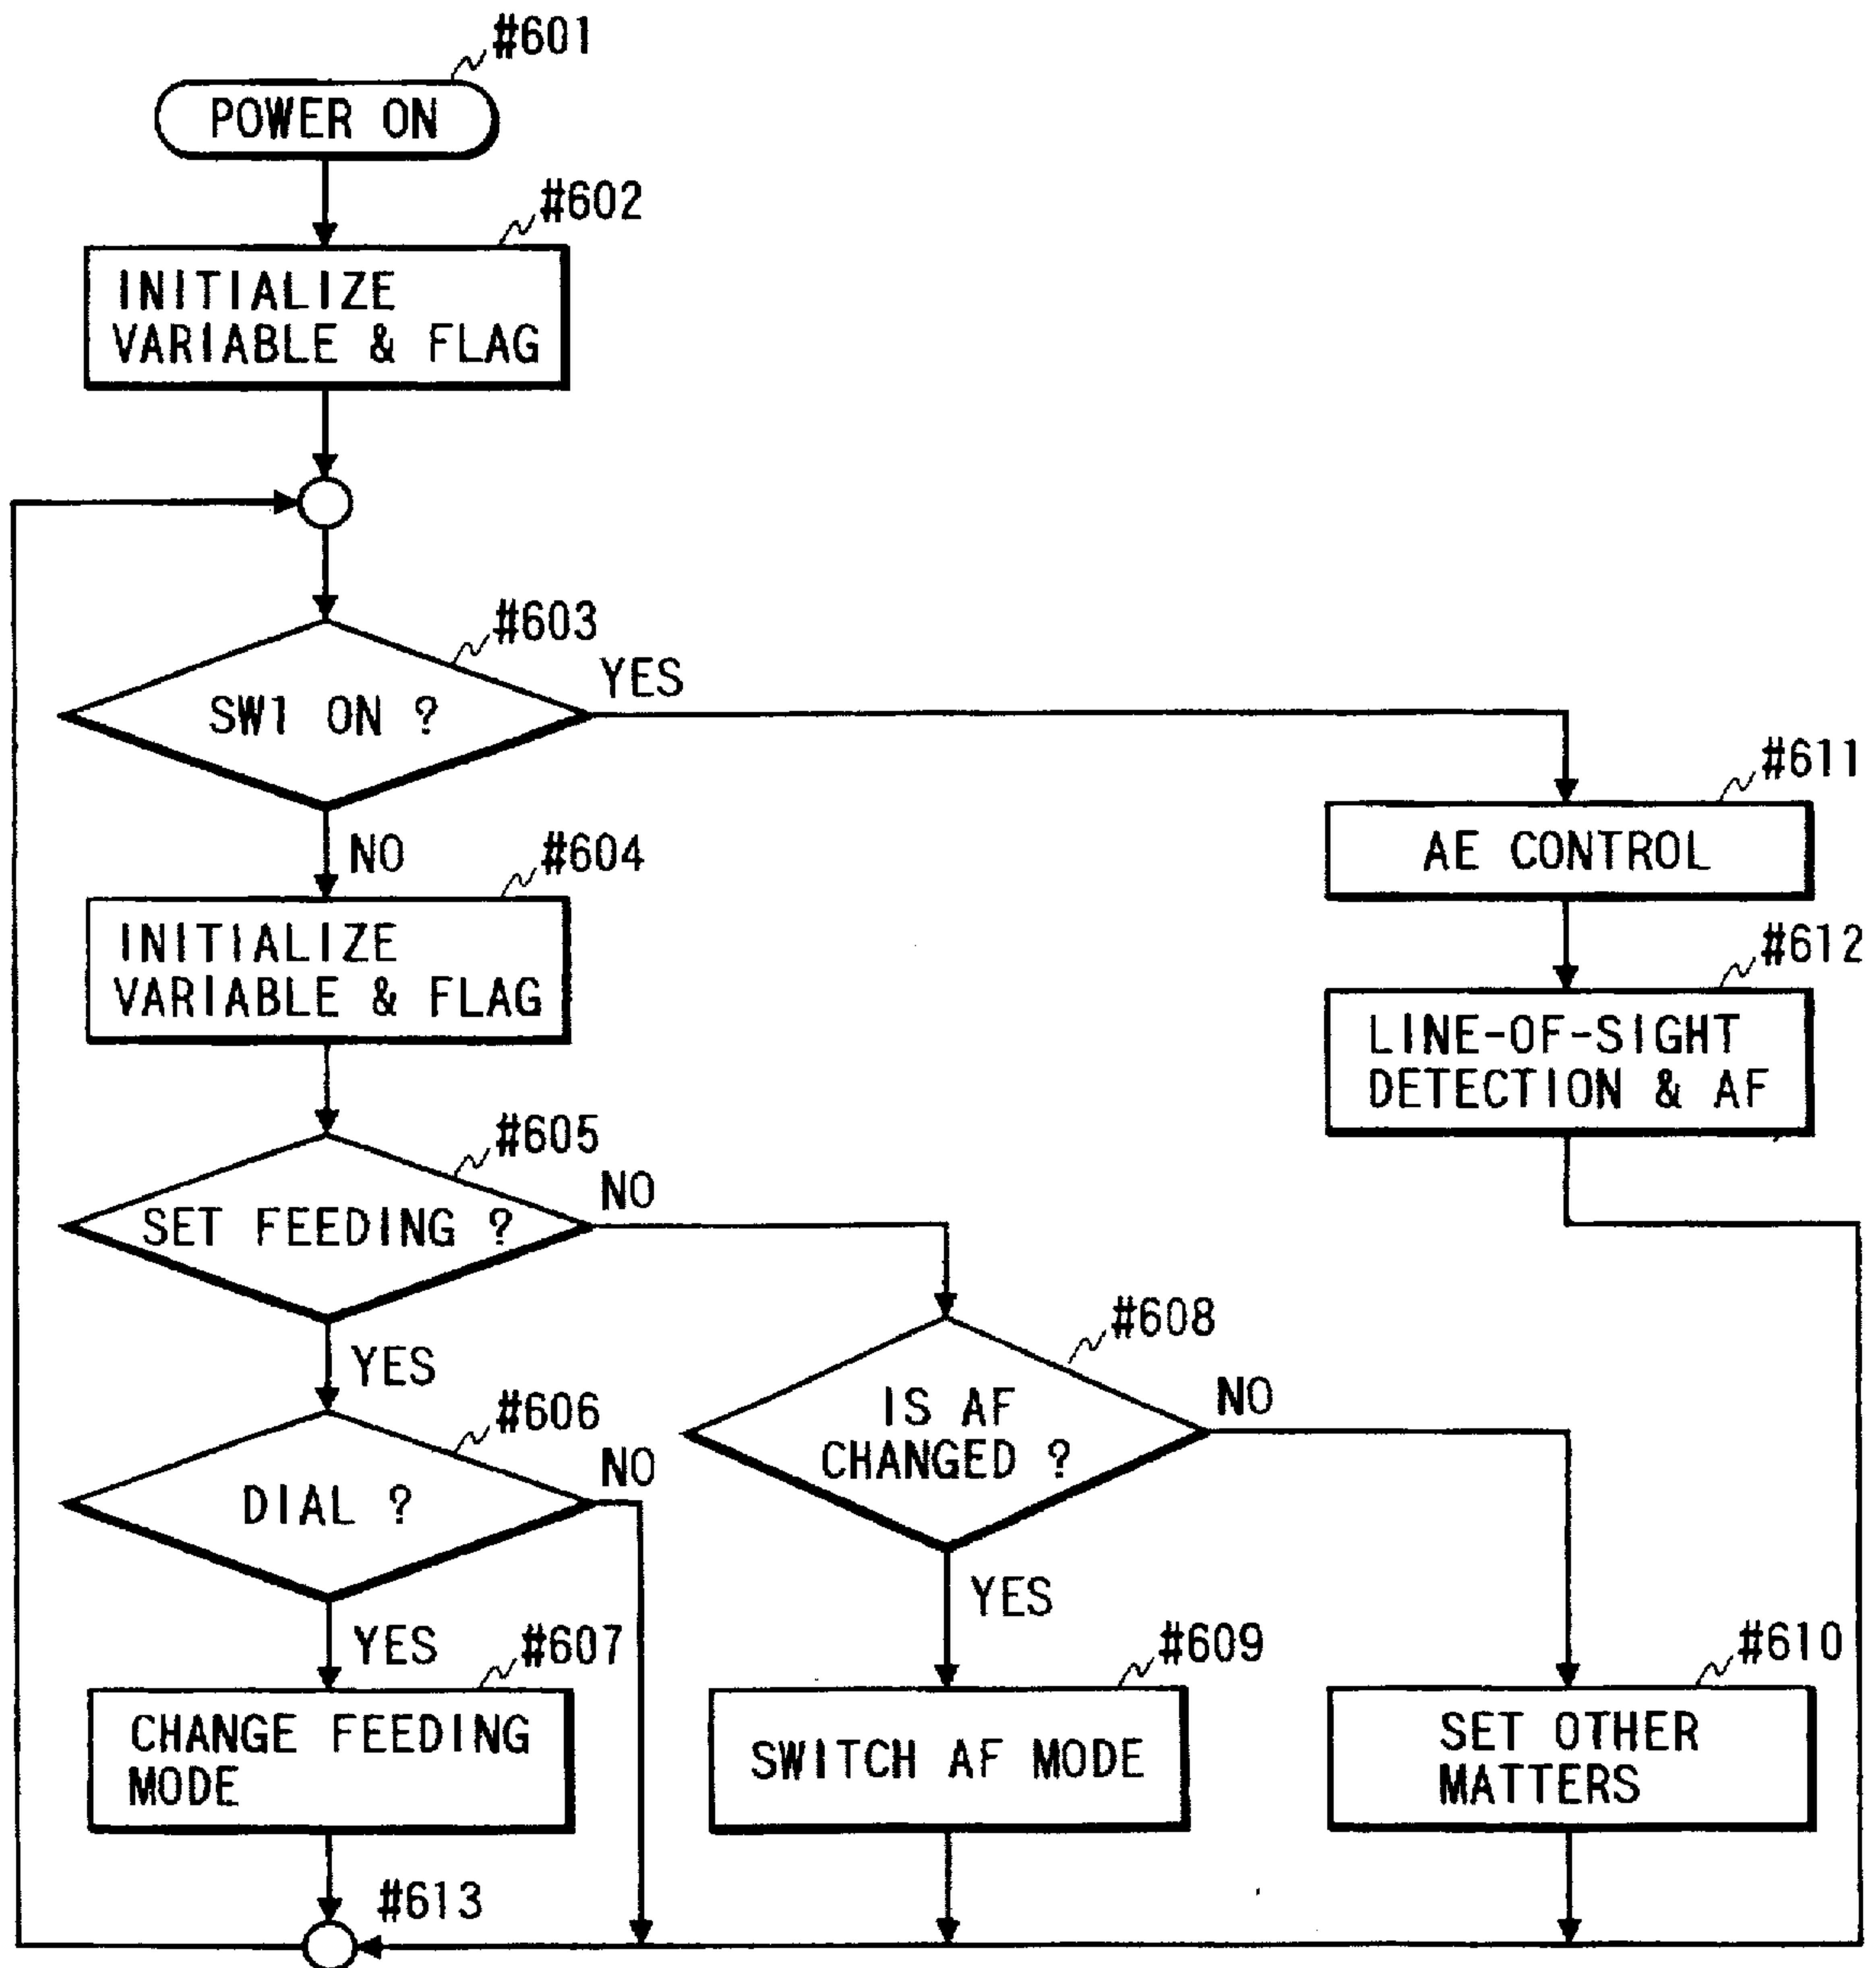 #601
POWER ON
#602
INITIALIZE
VARIABLE & FLAG
#603
SW1 ON ?
YES
NO
#611
AE CONTROL
#604
INITIALIZE
VARIABLE & FLAG
#612
LINE-OF-SIGHT
DETECTION & AF
#605
SET FEEDING ?
NO
YES
#608
IS AF
CHANGED ?
NO
YES
#606
DIAL ?
NO
YES
#607
CHANGE FEEDING
MODE
#609
SWITCH AF MODE
#610
SET OTHER
MATTERS
#613